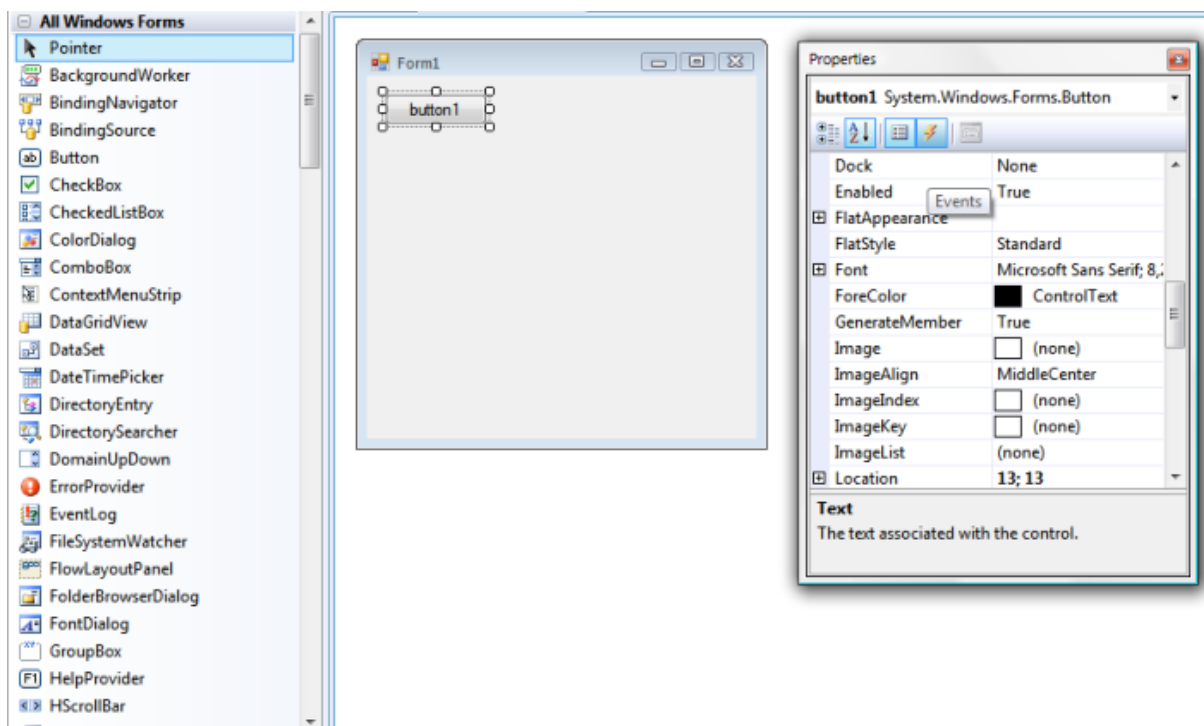 All Windows Forms
Pointer
BackgroundWorker
BindingNavigator
BindingSource
ab Button
CheckBox
CheckedListBox
ColorDialog
ComboBox
ContextMenuStrip
DataGridView
DataSet
DateTimePicker
DirectoryEntry
DirectorySearcher
DomainUpDown
ErrorProvider
EventLog
FileSystemWatcher
FlowLayoutPanel
FolderBrowserDialog
FontDialog
GroupBox
F1 HelpProvider
HScrollBar
Form1
button1
Properties
button1 System.Windows.Forms.Button
Dock None
Enabled True
Events
FlatAppearance
FlatStyle Standard
Font Microsoft Sans Serif; 8,
ForeColor ControlText
GenerateMember True
Image (none)
ImageAlign MiddleCenter
ImageIndex (none)
ImageKey (none)
ImageList (none)
Location 13; 13
Text
The text associated with the control.